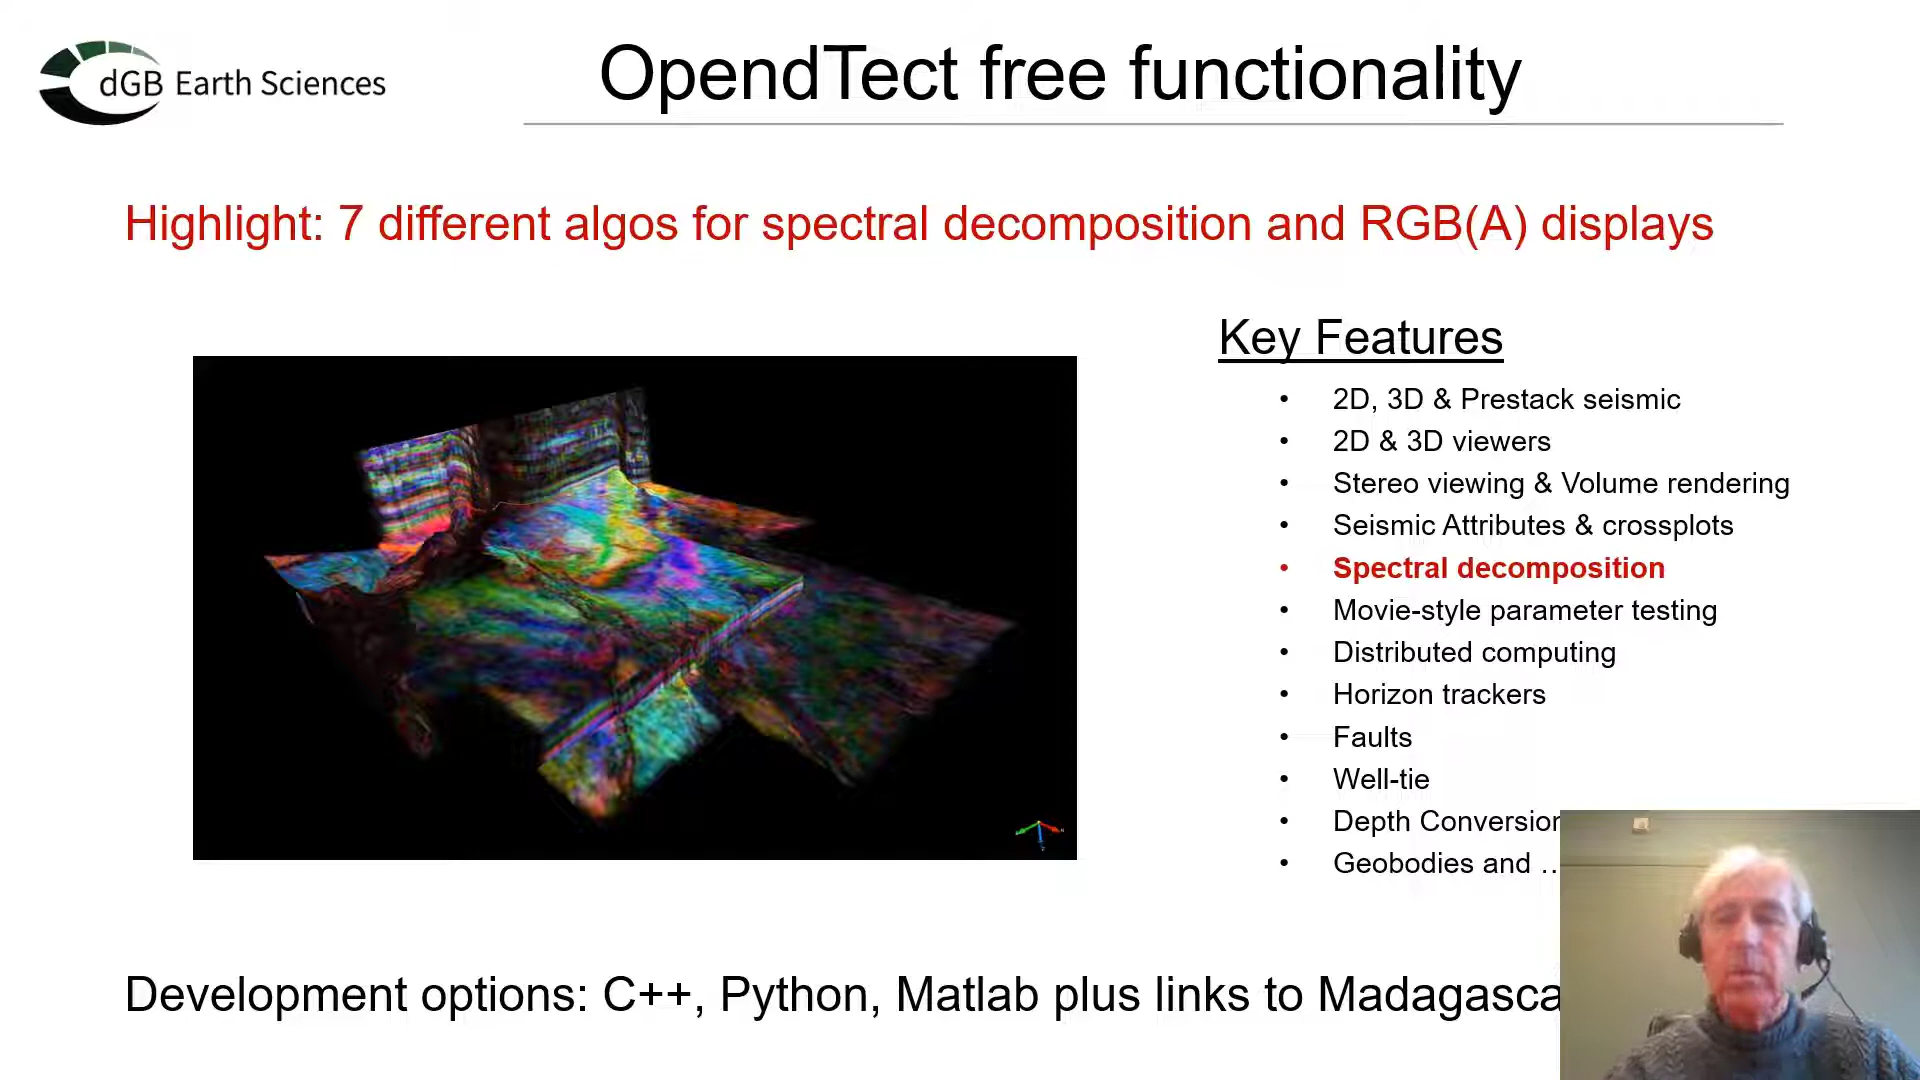 dGB Earth Sciences
OpendTect free functionality
Highlight: 7 different algos for spectral decomposition and RGB(A) displays
Key Features
• 2D, 3D & Prestack seismic
• 2D & 3D viewers
• Stereo viewing & Volume rendering
• Seismic Attributes & crossplots
• Spectral decomposition
• Movie-style parameter testing
• Distributed computing
• Horizon trackers
• Faults
• Well-tie
• Depth Conversion
• Geobodies and ..
Development options: C++, Python, Matlab plus links to Madagasca